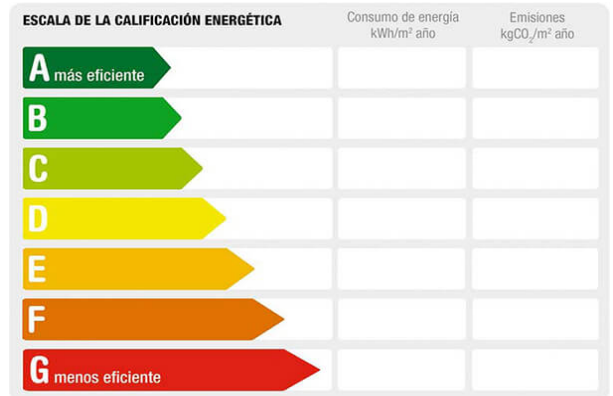 ESCALA DE LA CALIFICACIÓN ENERGÉTICA
Consumo de energía
kWh/m² año
Emisiones
kgCO₂/m² año
A más eficiente
B
C
D
E
F
G menos eficiente